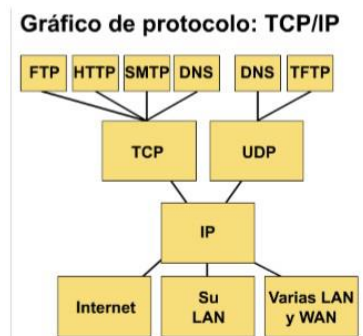 Gráfico de protocolo: TCP/IP
FTP HTTP SMTP DNS DNS TFTP
TCP UDP
IP
Internet
Su
LAN
Varias LAN
y WAN